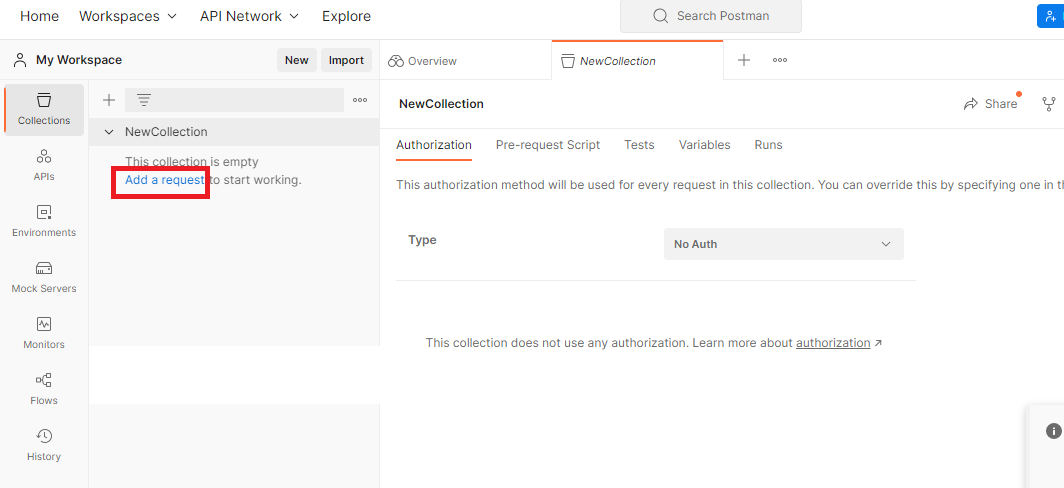 Home Workspaces API Network Explore Search Postman
My Workspace New Import Overview NewCollection
NewCollection Share
Collections
NewCollection
This collection is empty
Add a request to start working.
APIs
Environments
Mock Servers
Monitors
Flows
History
Authorization Pre-request Script Tests Variables Runs
This authorization method will be used for every request in this collection. You can override this by specifying one in th
Type No Auth
This collection does not use any authorization. Learn more about authorization ↗